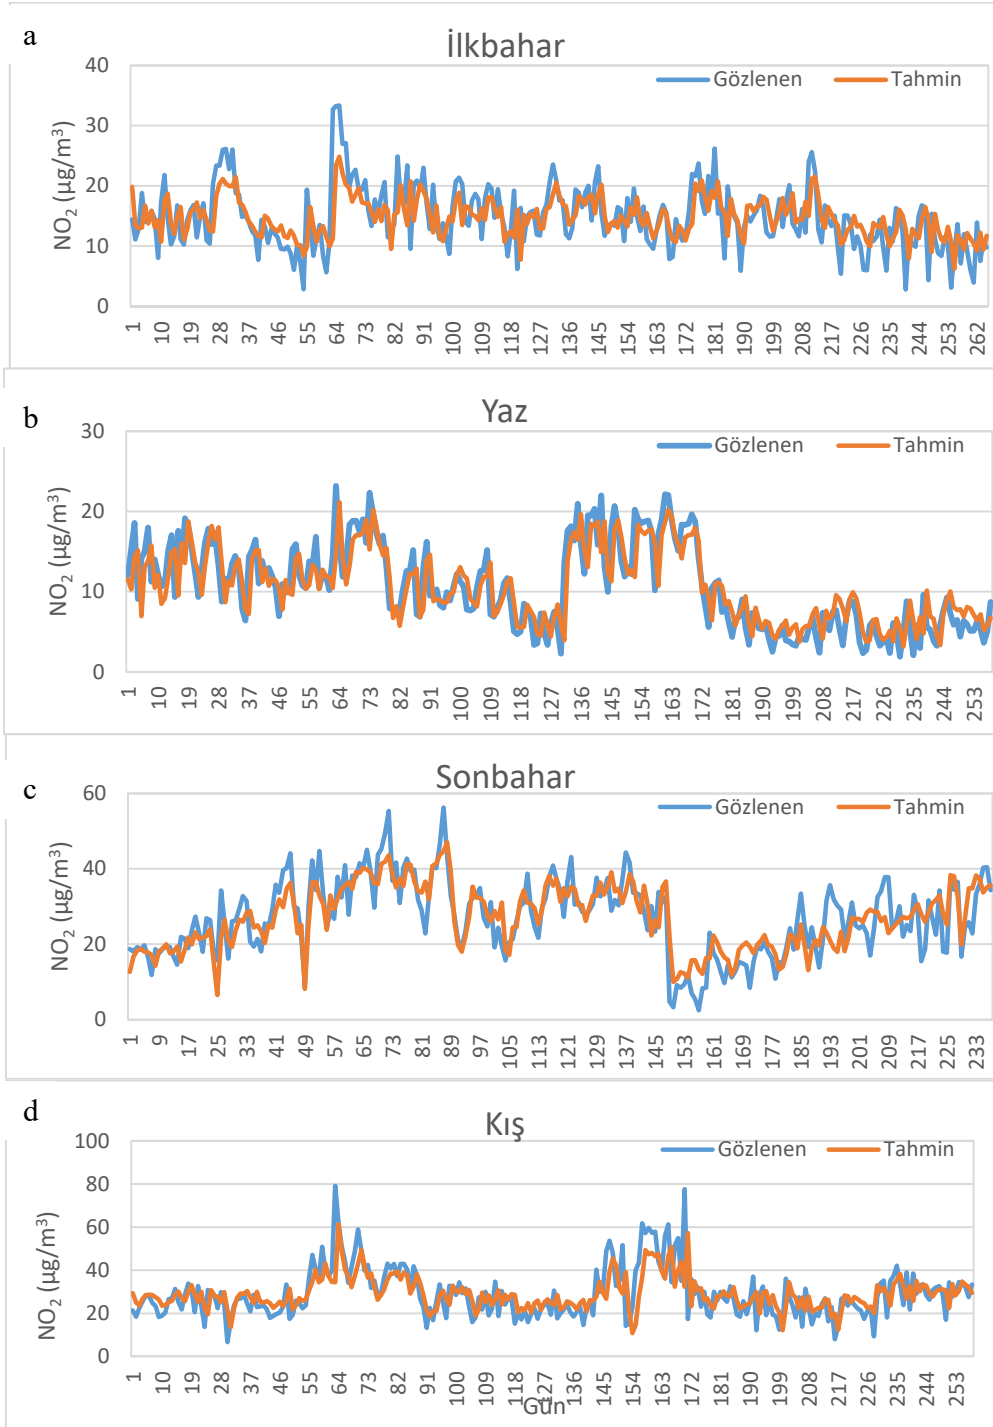 a
İlkbahar
Gözlenen Tahmin
NO2 (µg/m3)
40
30
20
10
0
1 10 19 28 37 46 55 64 73 82 91 100 109 118 127 136 145 154 163 172 181 190 199 208 217 226 235 244 253 262
b
Yaz
Gözlenen Tahmin
NO2 (µg/m3)
30
20
10
0
1 10 19 28 37 46 55 64 73 82 91 100 109 118 127 136 145 154 163 172 181 190 199 208 217 226 235 244 253
c
Sonbahar
Gözlenen Tahmin
NO2 (µg/m3)
60
40
20
0
1 9 17 25 33 41 49 57 65 73 81 89 97 105 113 121 129 137 145 153 161 169 177 185 193 201 209 217 225 233
d
Kış
Gözlenen Tahmin
NO2 (µg/m3)
100
80
60
40
20
0
1 10 19 28 37 46 55 64 73 82 91 100 109 118 127 136 145 154 163 172 181 190 199 208 217 226 235 244 253
Gün